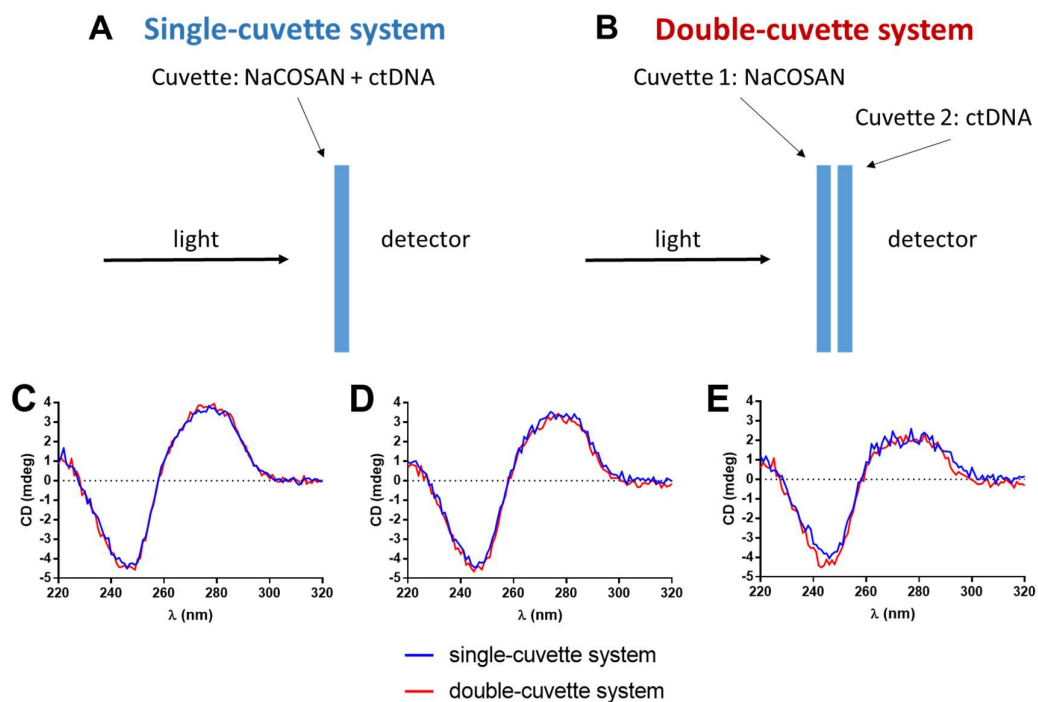 A Single-cuvette system
Cuvette: NaCOSAN + ctDNA
light
detector
B Double-cuvette system
Cuvette 1: NaCOSAN
Cuvette 2: ctDNA
light
detector
C
4
3
2
1
0
-1
-2
-3
-4
-5
CD (mdeg)
220 240 260 280 300 320
λ (nm)
D
4
3
2
1
0
-1
-2
-3
-4
-5
CD (mdeg)
220 240 260 280 300 320
λ (nm)
E
4
3
2
1
0
-1
-2
-3
-4
-5
CD (mdeg)
220 240 260 280 300 320
λ (nm)
single-cuvette system
double-cuvette system